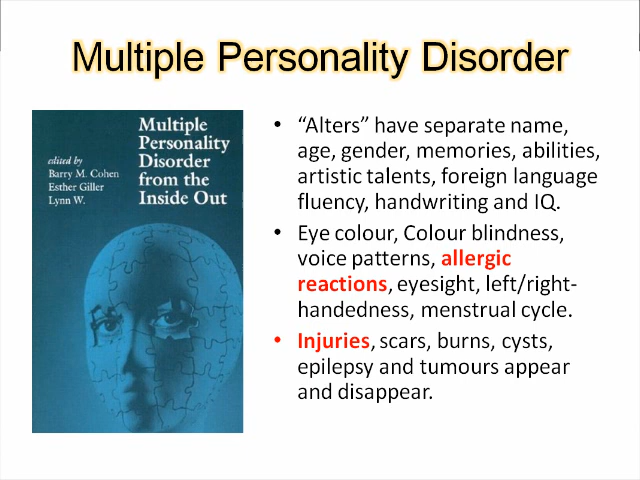 Multiple Personality Disorder
Multiple
Personality
Disorder
from the
Inside Out
edited by
Barry M. Cohen
Esther Giller
Lynn W.
• “Alters” have separate name,
age, gender, memories, abilities,
artistic talents, foreign language
fluency, handwriting and IQ.
• Eye colour, Colour blindness,
voice patterns, allergic
reactions, eyesight, left/right-
handedness, menstrual cycle.
• Injuries, scars, burns, cysts,
epilepsy and tumours appear
and disappear.